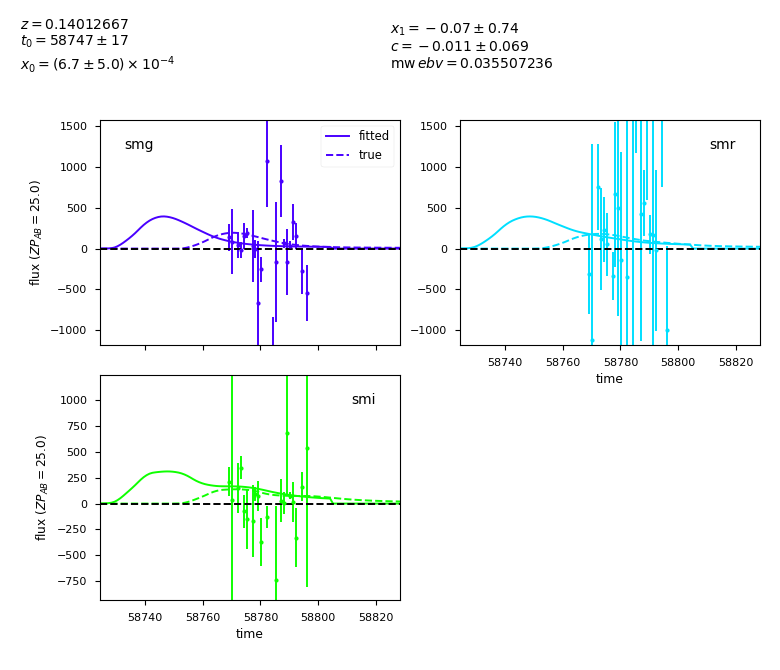 z = 0.14012667
t₀ = 58747 ± 17
x₀ = (6.7 ± 5.0) × 10⁻⁴
x₁ = −0.07 ± 0.74
c = −0.011 ± 0.069
mw ebv = 0.035507236
smg
fitted
true
1500
1000
500
0
−500
−1000
flux (ZP_AB = 25.0)
smr
1500
1000
500
0
−500
−1000
58740 58760 58780 58800 58820
time
smi
1000
750
500
250
0
−250
−500
−750
flux (ZP_AB = 25.0)
58740 58760 58780 58800 58820
time